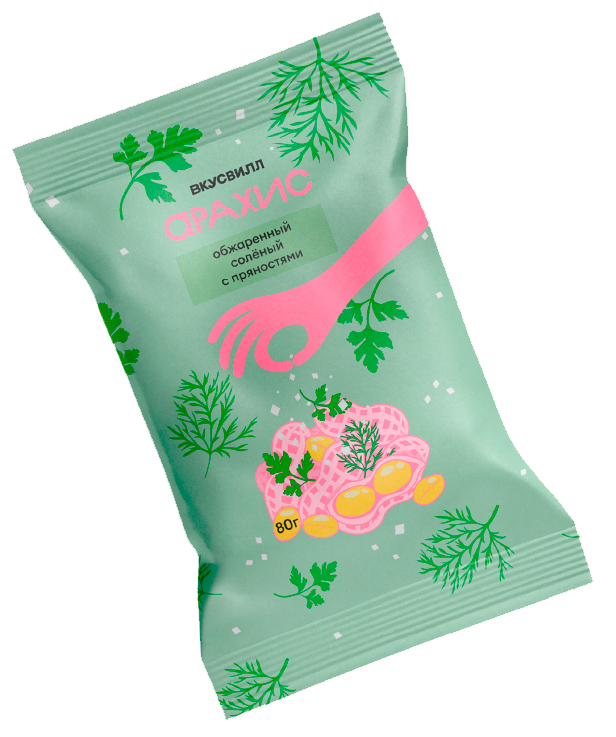 ВКУСВИЛЛ
АРАХИС
обжаренный
солёный
с пряностями
80г